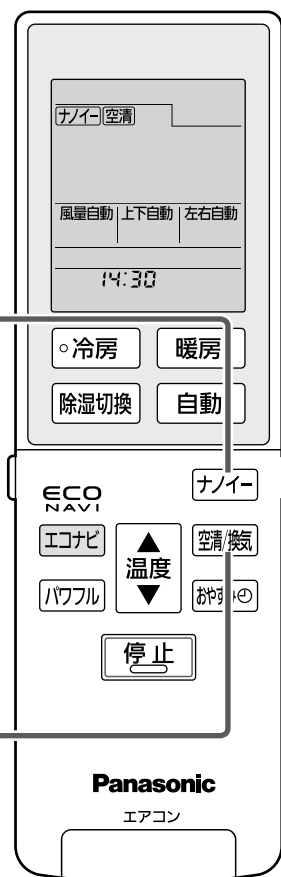 ナノイー 空清
風量自動 上下自動 左右自動
14:30
冷房 暖房
除湿切換 自動
ECO NAVI
ナノイー
エコナビ
▲
温度
▼
空清/換気
パワフル
おやすみ
停止
Panasonic
エアコン